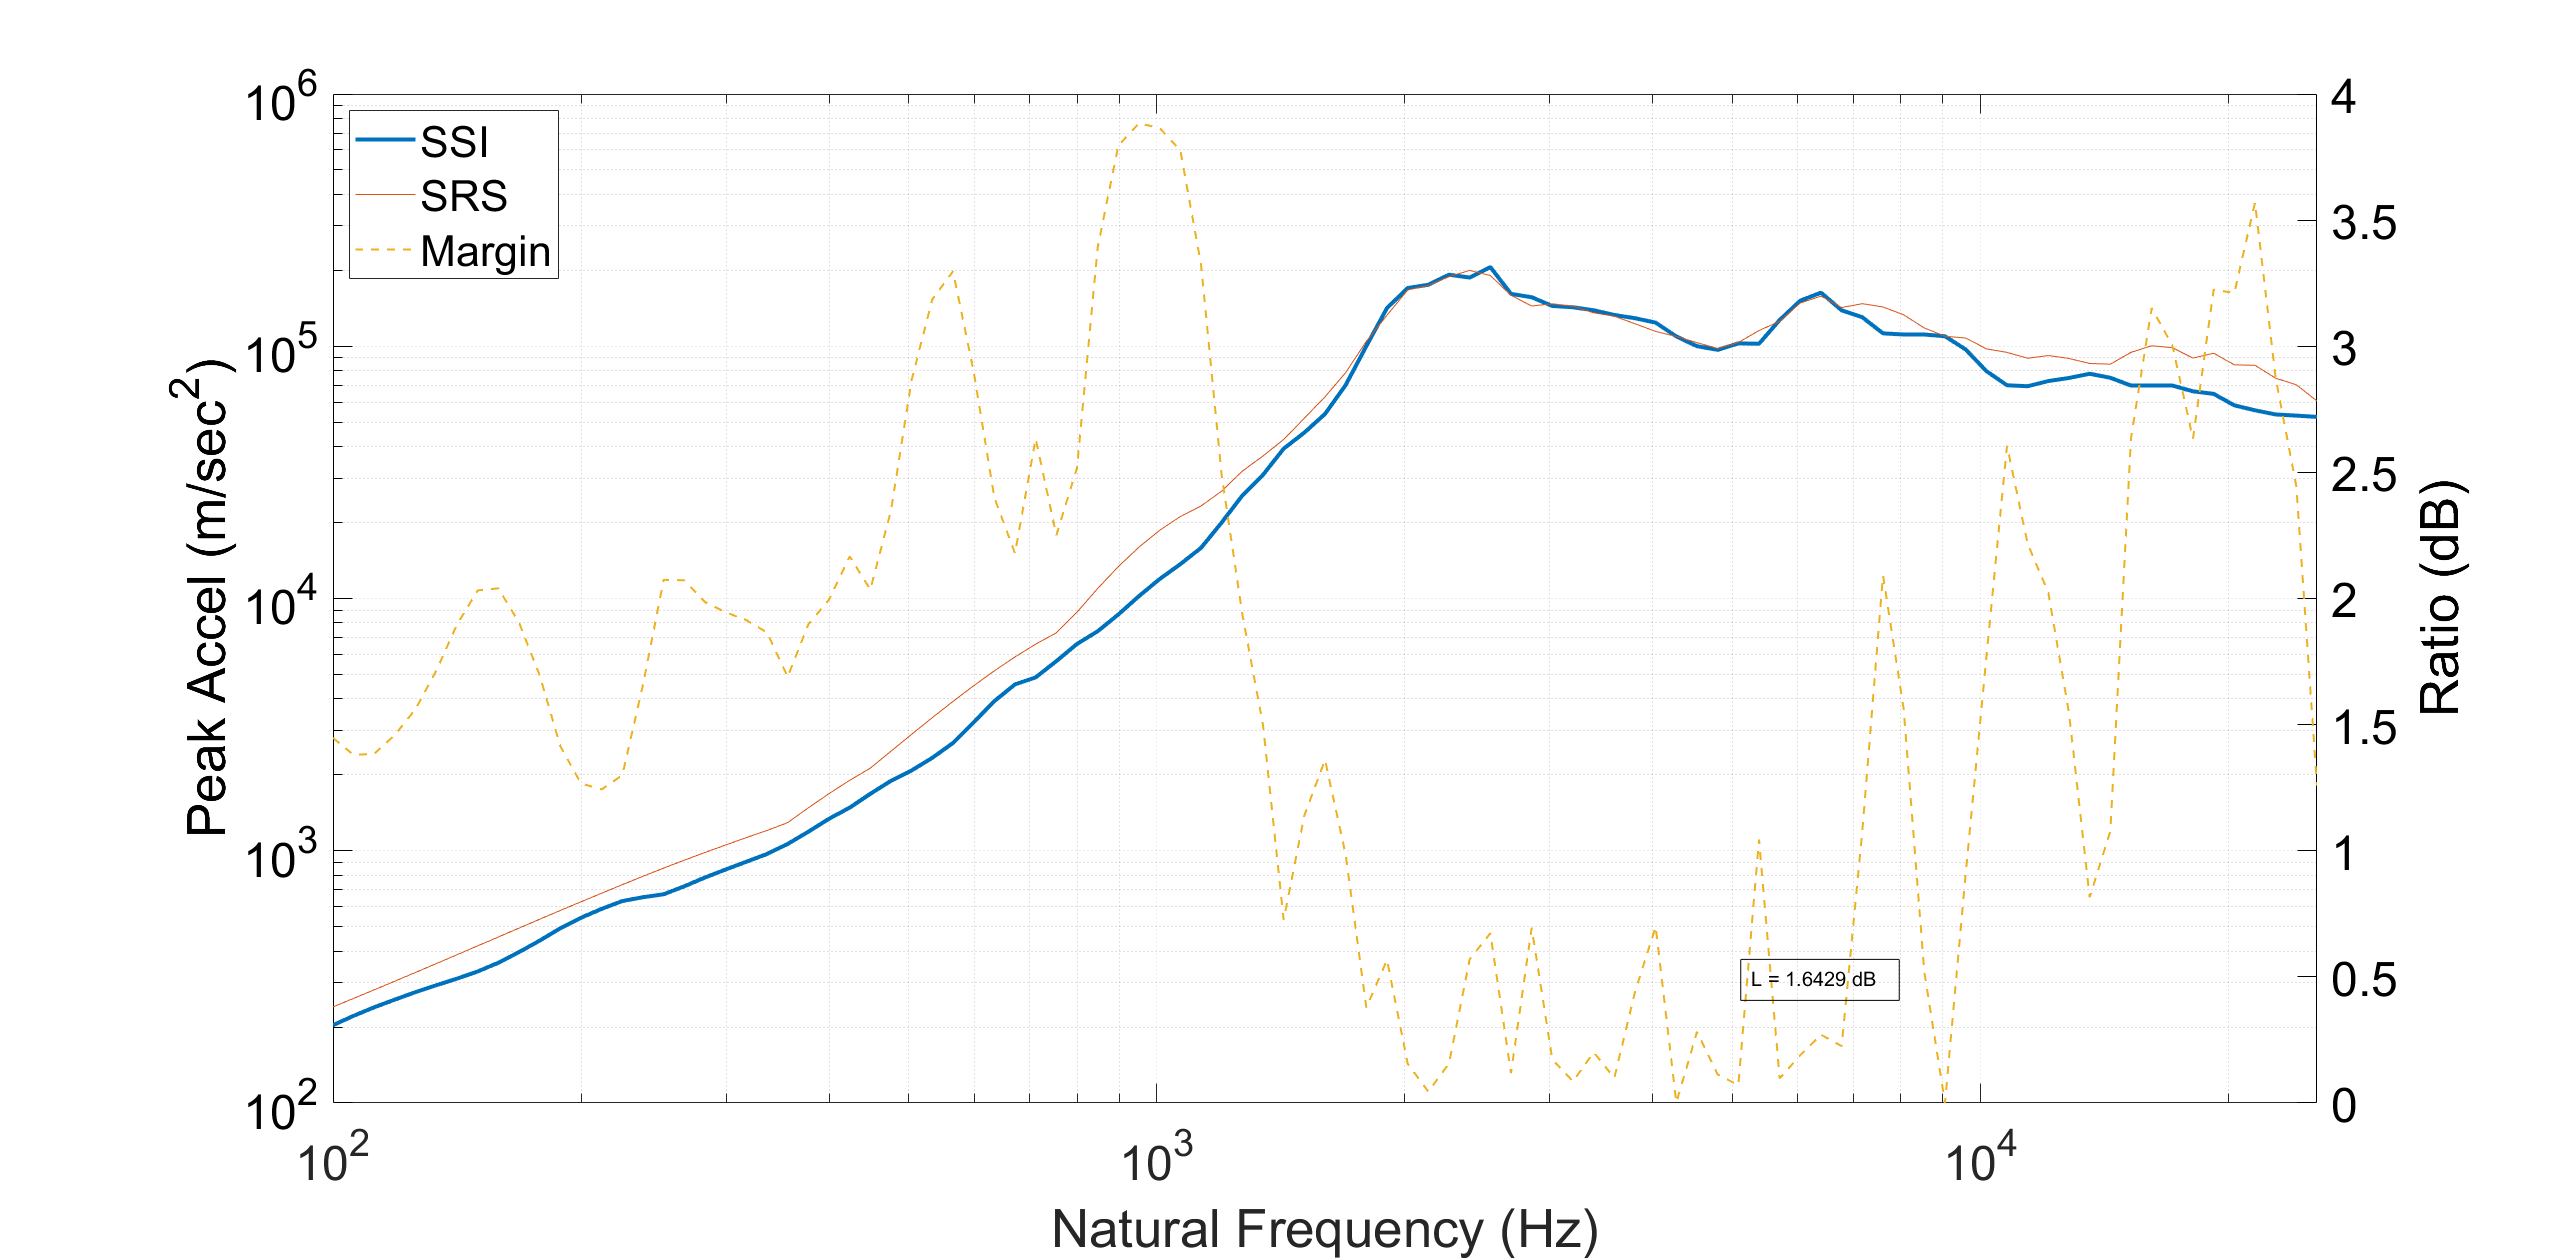 10^6
10^5
10^4
10^3
10^2
Peak Accel (m/sec^2)
SSI
SRS
Margin
L = 1.6429 dB
4
3.5
3
2.5
2
1.5
1
0.5
0
Ratio (dB)
10^2
10^3
10^4
Natural Frequency (Hz)